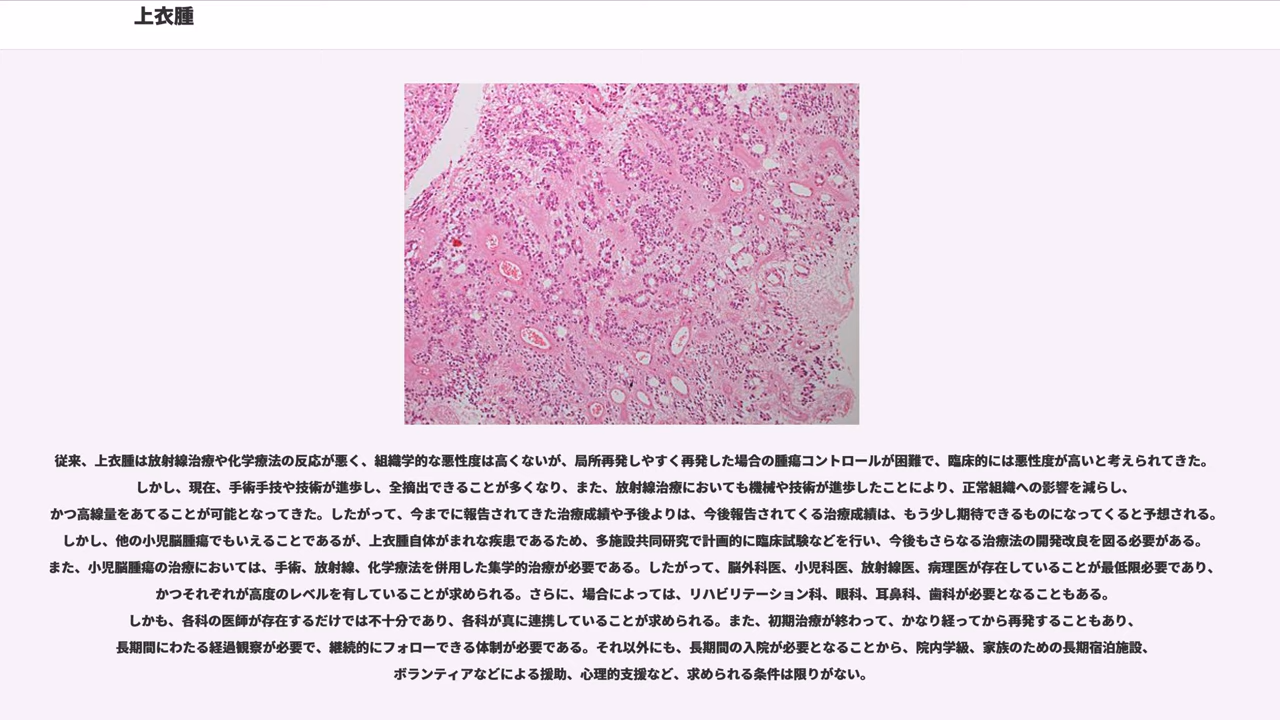 上衣腫
従来、上衣腫は放射線治療や化学療法の反応が悪く、組織学的な悪性度は高くないが、局所再発しやすく再発した場合の腫瘍コントロールが困難で、臨床的には悪性度が高いと考えられてきた。
しかし、現在、手術手技や技術が進歩し、全摘出できることが多くなり、また、放射線治療においても機械や技術が進歩したことにより、正常組織への影響を減らし、
かつ高線量をあてることが可能となってきた。したがって、今までに報告されてきた治療成績や予後よりは、今後報告されてくる治療成績は、もう少し期待できるものになってくると予想される。
しかし、他の小児脳腫瘍でもいえることであるが、上衣腫自体がまれな疾患であるため、多施設共同研究で計画的に臨床試験などを行い、今後もさらなる治療法の開発改良を図る必要がある。
また、小児脳腫瘍の治療においては、手術、放射線、化学療法を併用した集学的治療が必要である。したがって、脳外科医、小児科医、放射線医、病理医が存在していることが最低限必要であり、
かつそれぞれが高度のレベルを有していることが求められる。さらに、場合によっては、リハビリテーション科、眼科、耳鼻科、歯科が必要となることもある。
しかも、各科の医師が存在するだけでは不十分であり、各科が真に連携していることが求められる。また、初期治療が終わって、かなり経ってから再発することもあり、
長期間にわたる経過観察が必要で、継続的にフォローできる体制が必要である。それ以外にも、長期間の入院が必要となることから、院内学級、家族のための長期宿泊施設、
ボランティアなどによる援助、心理的支援など、求められる条件は限りがない。